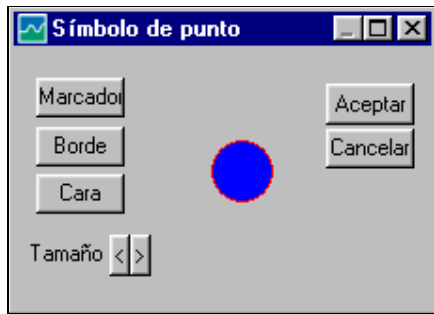 Símbolo de punto
Marcador
Aceptar
Borde
Cancelar
Cara
Tamaño < >